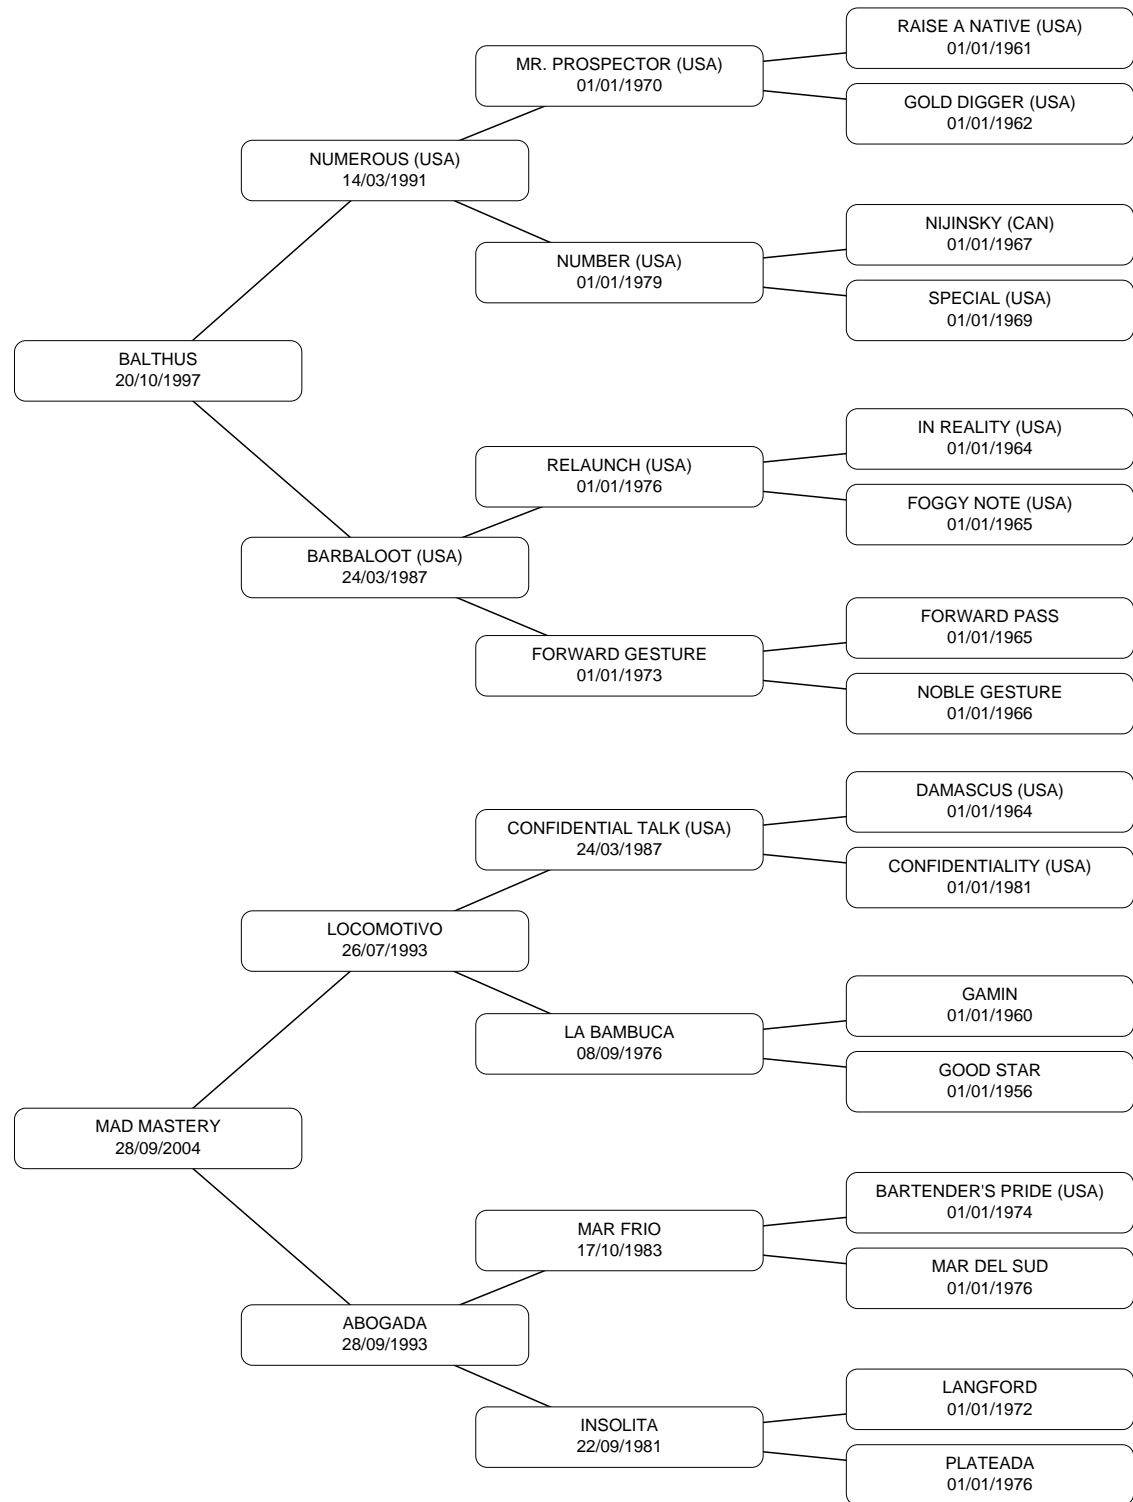 RAISE A NATIVE (USA)
01/01/1961
MR. PROSPECTOR (USA)
01/01/1970
GOLD DIGGER (USA)
01/01/1962
NUMEROUS (USA)
14/03/1991
NIJINSKY (CAN)
01/01/1967
NUMBER (USA)
01/01/1979
SPECIAL (USA)
01/01/1969
BALTHUS
20/10/1997
IN REALITY (USA)
01/01/1964
RELAUNCH (USA)
01/01/1976
FOGGY NOTE (USA)
01/01/1965
BARBALOOT (USA)
24/03/1987
FORWARD PASS
01/01/1965
FORWARD GESTURE
01/01/1973
NOBLE GESTURE
01/01/1966
DAMASCUS (USA)
01/01/1964
CONFIDENTIAL TALK (USA)
24/03/1987
CONFIDENTIALITY (USA)
01/01/1981
LOCOMOTIVO
26/07/1993
GAMIN
01/01/1960
LA BAMBUCA
08/09/1976
GOOD STAR
01/01/1956
MAD MASTERY
28/09/2004
BARTENDER'S PRIDE (USA)
01/01/1974
MAR FRIO
17/10/1983
MAR DEL SUD
01/01/1976
ABOGADA
28/09/1993
LANGFORD
01/01/1972
INSOLITA
22/09/1981
PLATEADA
01/01/1976